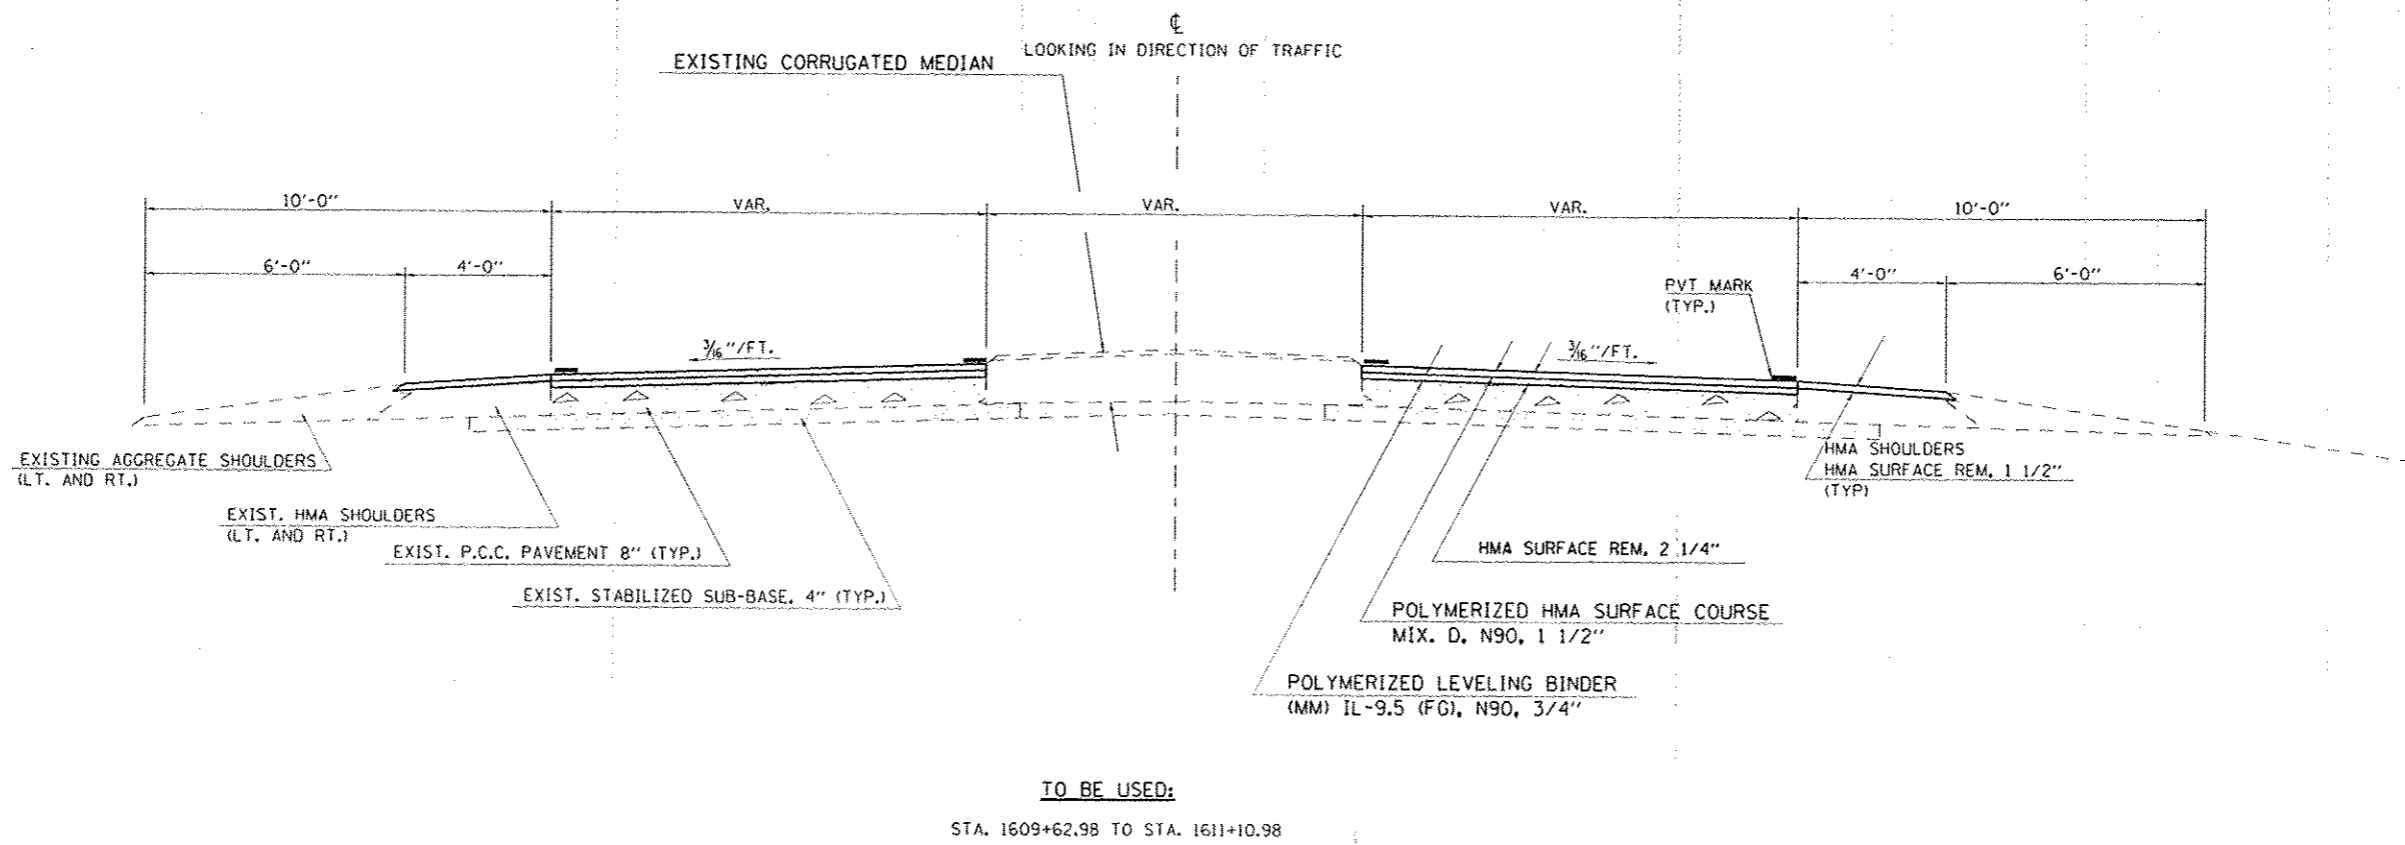 ℄
LOOKING IN DIRECTION OF TRAFFIC
EXISTING CORRUGATED MEDIAN
10'-0"
VAR.
VAR.
VAR.
10'-0"
6'-0"
4'-0"
4'-0"
6'-0"
PVT MARK
(TYP.)
3/16"/FT.
3/16"/FT.
EXISTING AGGREGATE SHOULDERS
(LT. AND RT.)
EXIST. HMA SHOULDERS
(LT. AND RT.)
EXIST. P.C.C. PAVEMENT 8" (TYP.)
EXIST. STABILIZED SUB-BASE, 4" (TYP.)
HMA SHOULDERS
HMA SURFACE REM, 1 1/2"
(TYP)
HMA SURFACE REM, 2 1/4"
POLYMERIZED HMA SURFACE COURSE
MIX. D, N90, 1 1/2"
POLYMERIZED LEVELING BINDER
(MM) IL-9.5 (FG), N90, 3/4"
TO BE USED:
STA. 1609+62.98 TO STA. 1611+10.98